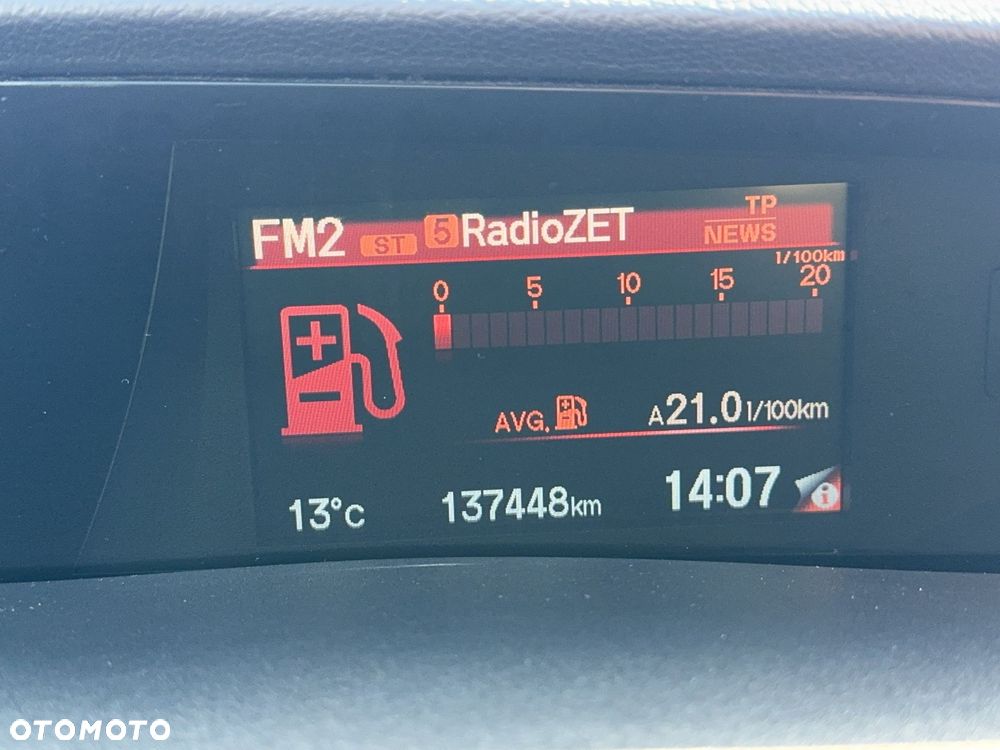 FM2 ST 5 RadioZET TP
NEWS
l/100km
0 5 10 15 20
AVG. A21.0 l/100km
13°C 137448km 14:07 i
OTOMOTO